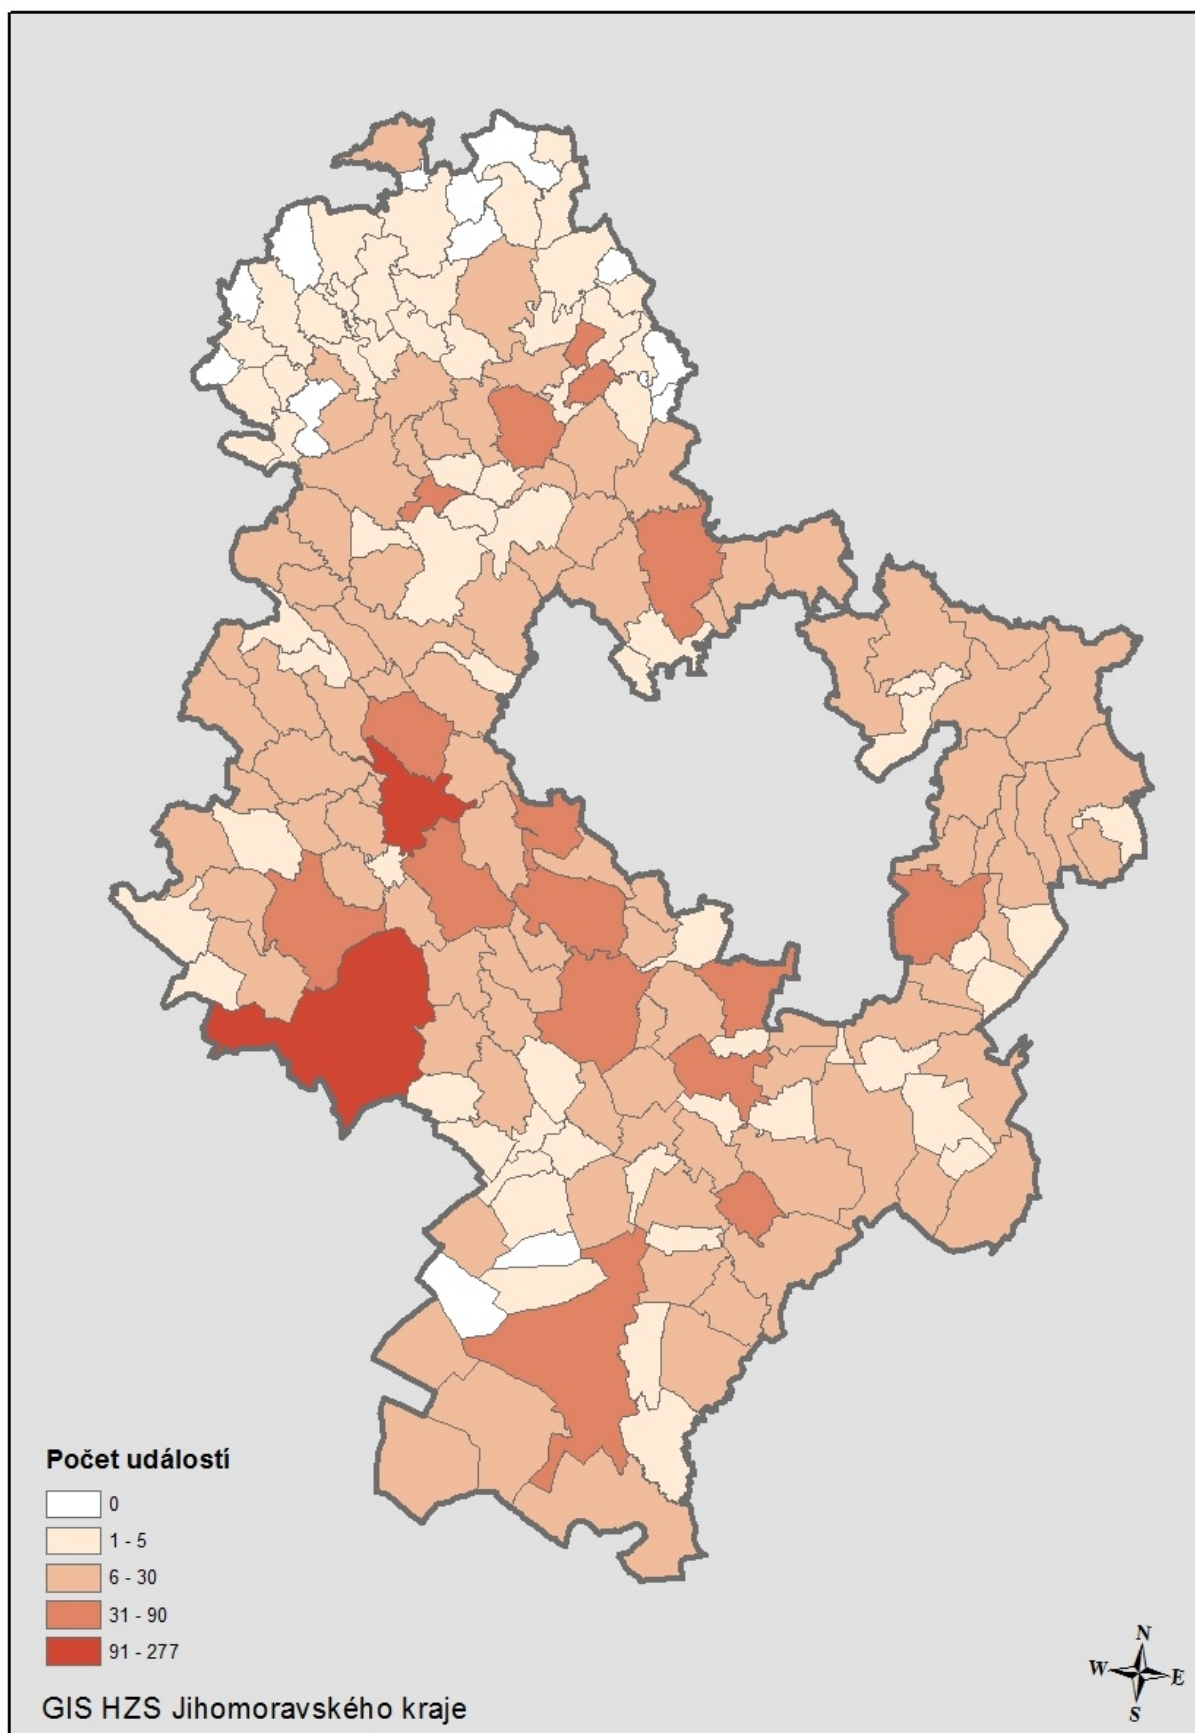 Počet událostí
0
1 - 5
6 - 30
31 - 90
91 - 277
GIS HZS Jihomoravského kraje
N
W E
S